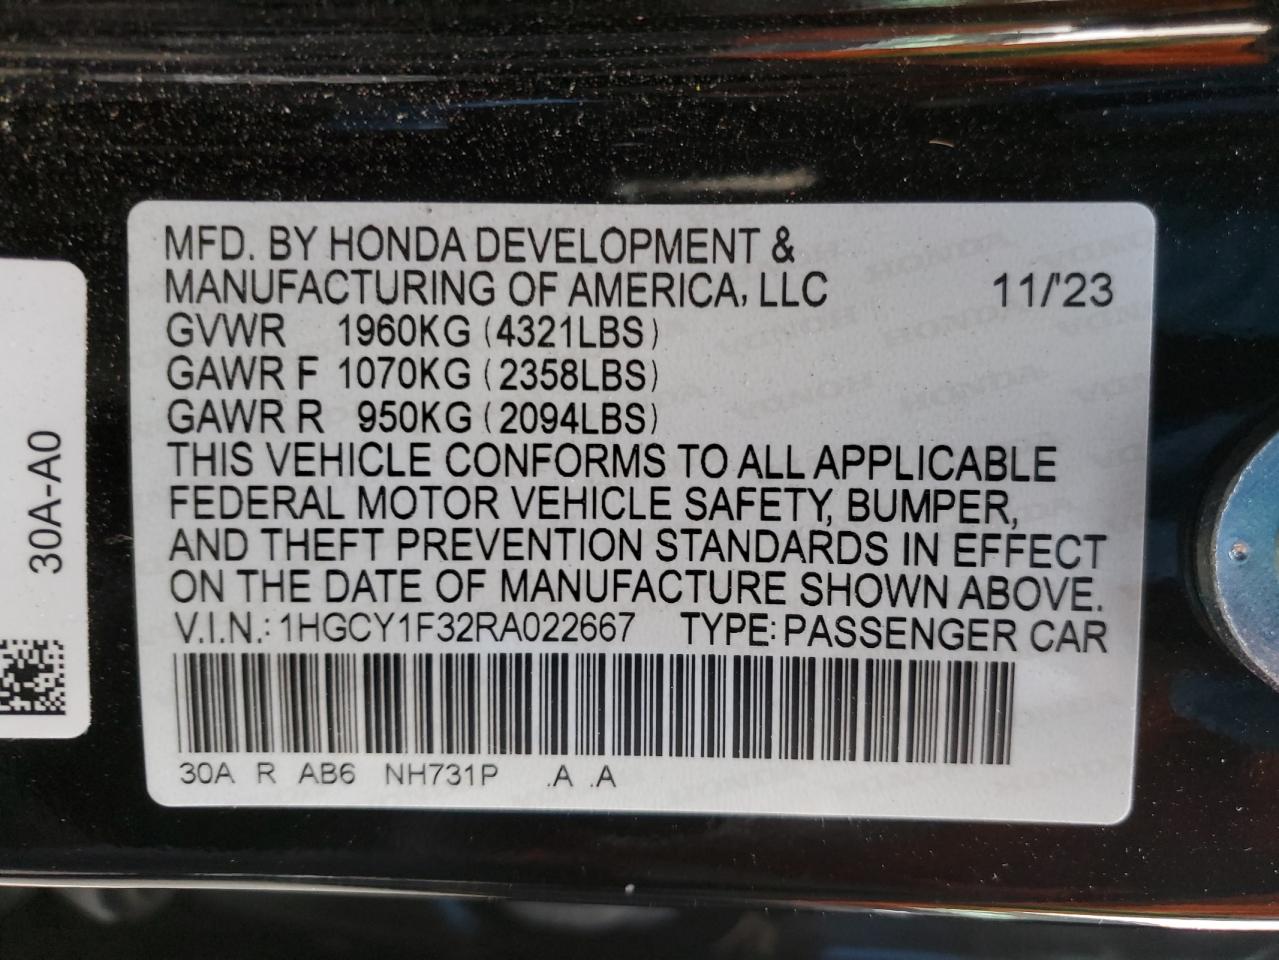 MFD. BY HONDA DEVELOPMENT &
MANUFACTURING OF AMERICA, LLC 11/'23
GVWR 1960KG (4321LBS)
GAWR F 1070KG (2358LBS)
GAWR R 950KG (2094LBS)
THIS VEHICLE CONFORMS TO ALL APPLICABLE
FEDERAL MOTOR VEHICLE SAFETY, BUMPER,
AND THEFT PREVENTION STANDARDS IN EFFECT
ON THE DATE OF MANUFACTURE SHOWN ABOVE.
V.I.N.: 1HGCY1F32RA022667 TYPE: PASSENGER CAR
30A R AB6 NH731P .A .A
30A-A0